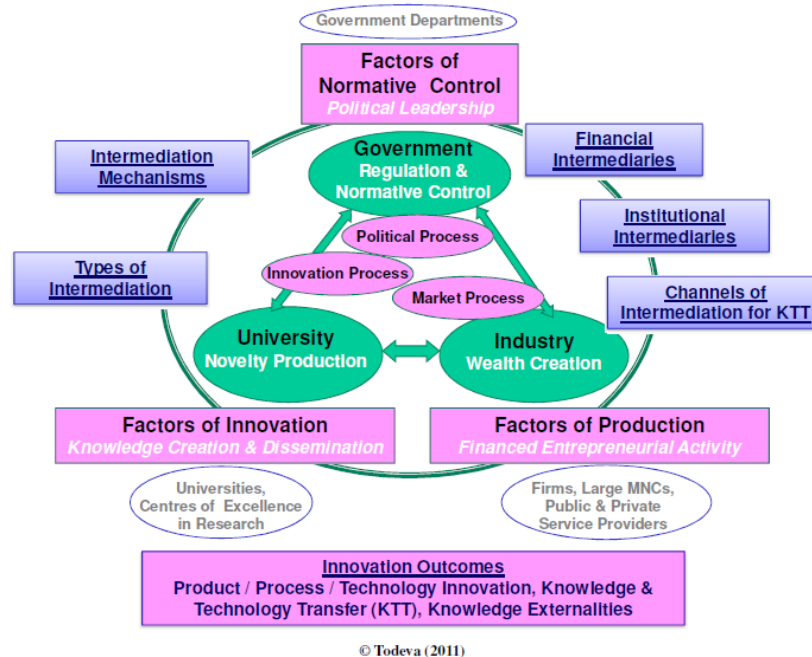 Government Departments
Factors of
Normative Control
Political Leadership
Intermediation
Mechanisms
Government
Regulation &
Normative Control
Financial
Intermediaries
Types of
Intermediation
Political Process
Innovation Process
Market Process
Institutional
Intermediaries
Channels of
Intermediation for KTT
University
Novelty Production
Industry
Wealth Creation
Factors of Innovation
Knowledge Creation & Dissemination
Factors of Production
Financed Entrepreneurial Activity
Universities,
Centres of Excellence
in Research
Firms, Large MNCs,
Public & Private
Service Providers
Innovation Outcomes
Product / Process / Technology Innovation, Knowledge &
Technology Transfer (KTT), Knowledge Externalities
© Todeva (2011)